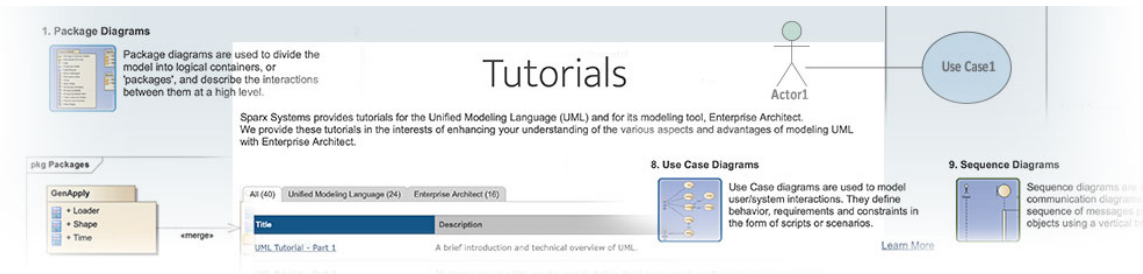 1. Package Diagrams
Package diagrams are used to divide the
model into logical containers, or
'packages', and describe the interactions
between them at a high level.
Tutorials
Actor1
Use Case1
Sparx Systems provides tutorials for the Unified Modeling Language (UML) and for its modeling tool, Enterprise Architect.
We provide these tutorials in the interests of enhancing your understanding of the various aspects and advantages of modeling UML
with Enterprise Architect.
pkg Packages
GenApply
+ Loader
+ Shape
+ Time
«merge»
All (40) Unified Modeling Language (24) Enterprise Architect (16)
Title Description
UML Tutorial - Part 1 A brief introduction and technical overview of UML.
8. Use Case Diagrams
Use Case diagrams are used to model
user/system interactions. They define
behavior, requirements and constraints in
the form of scripts or scenarios.
Learn More
9. Sequence Diagrams
Sequence diagrams are
communication diagrams
sequence of messages
objects using a vertical